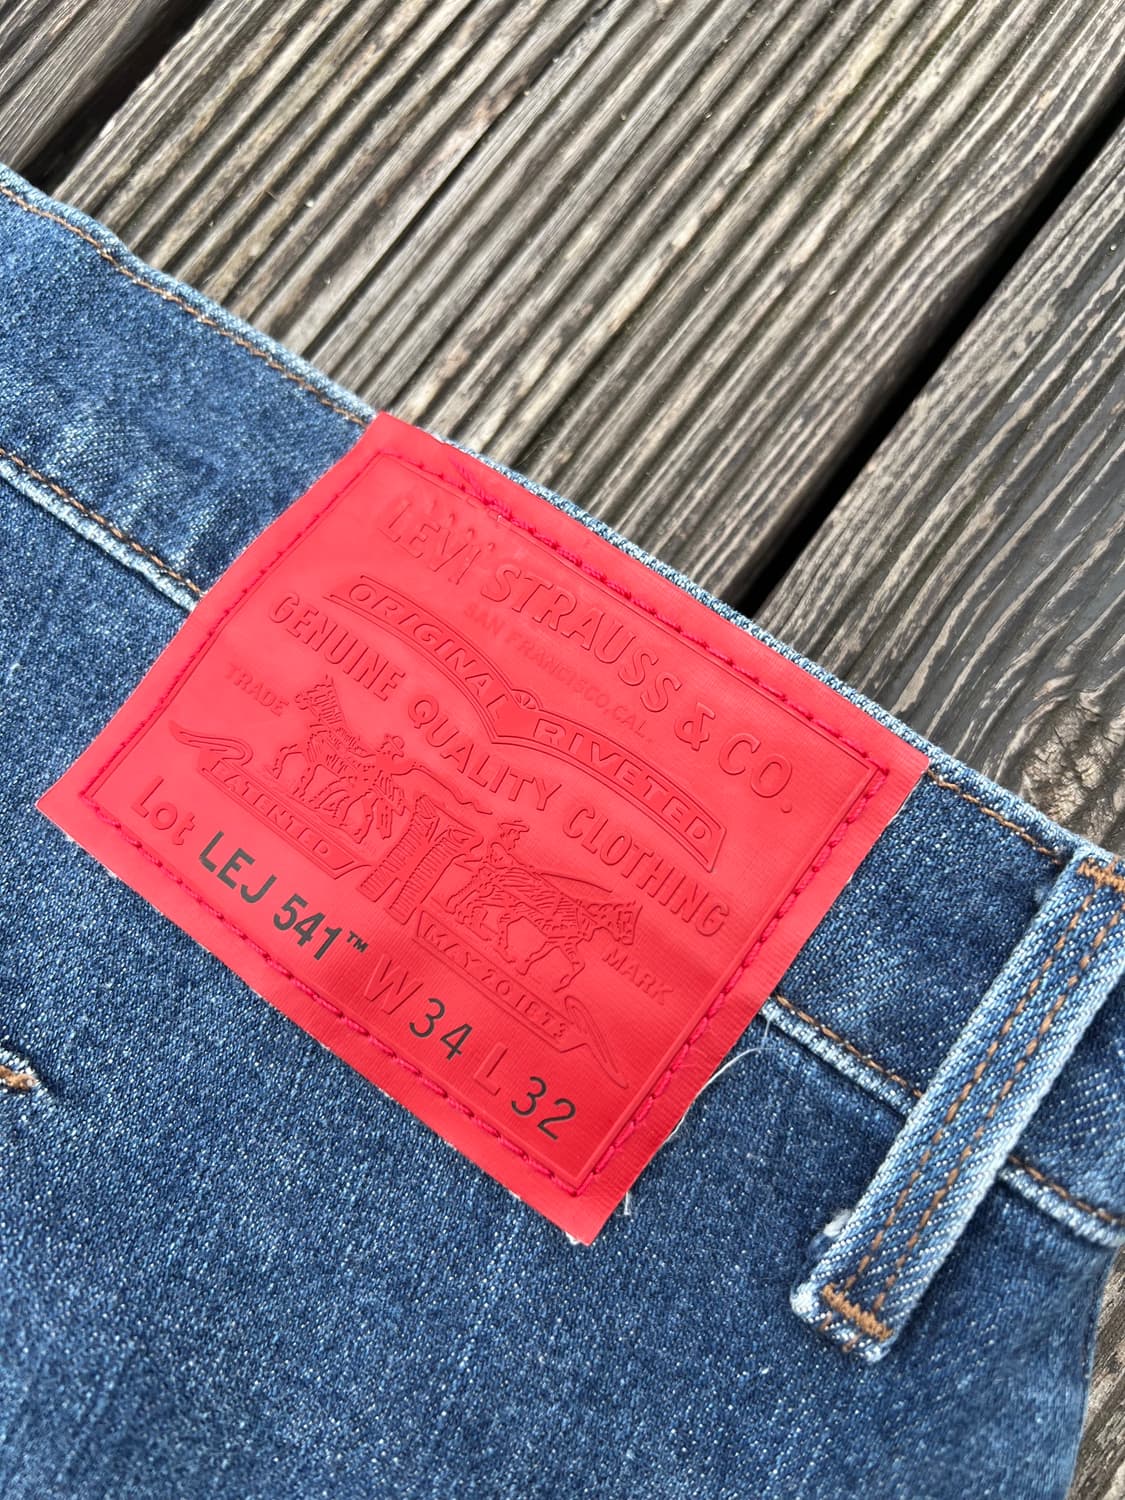 LEVI STRAUSS & CO.
SAN FRANCISCO, CAL.
ORIGINAL RIVETED
GENUINE QUALITY CLOTHING
TRADE MARK
PATENTED MAY 20 1873
Lot LEJ 541™ W 34 L 32